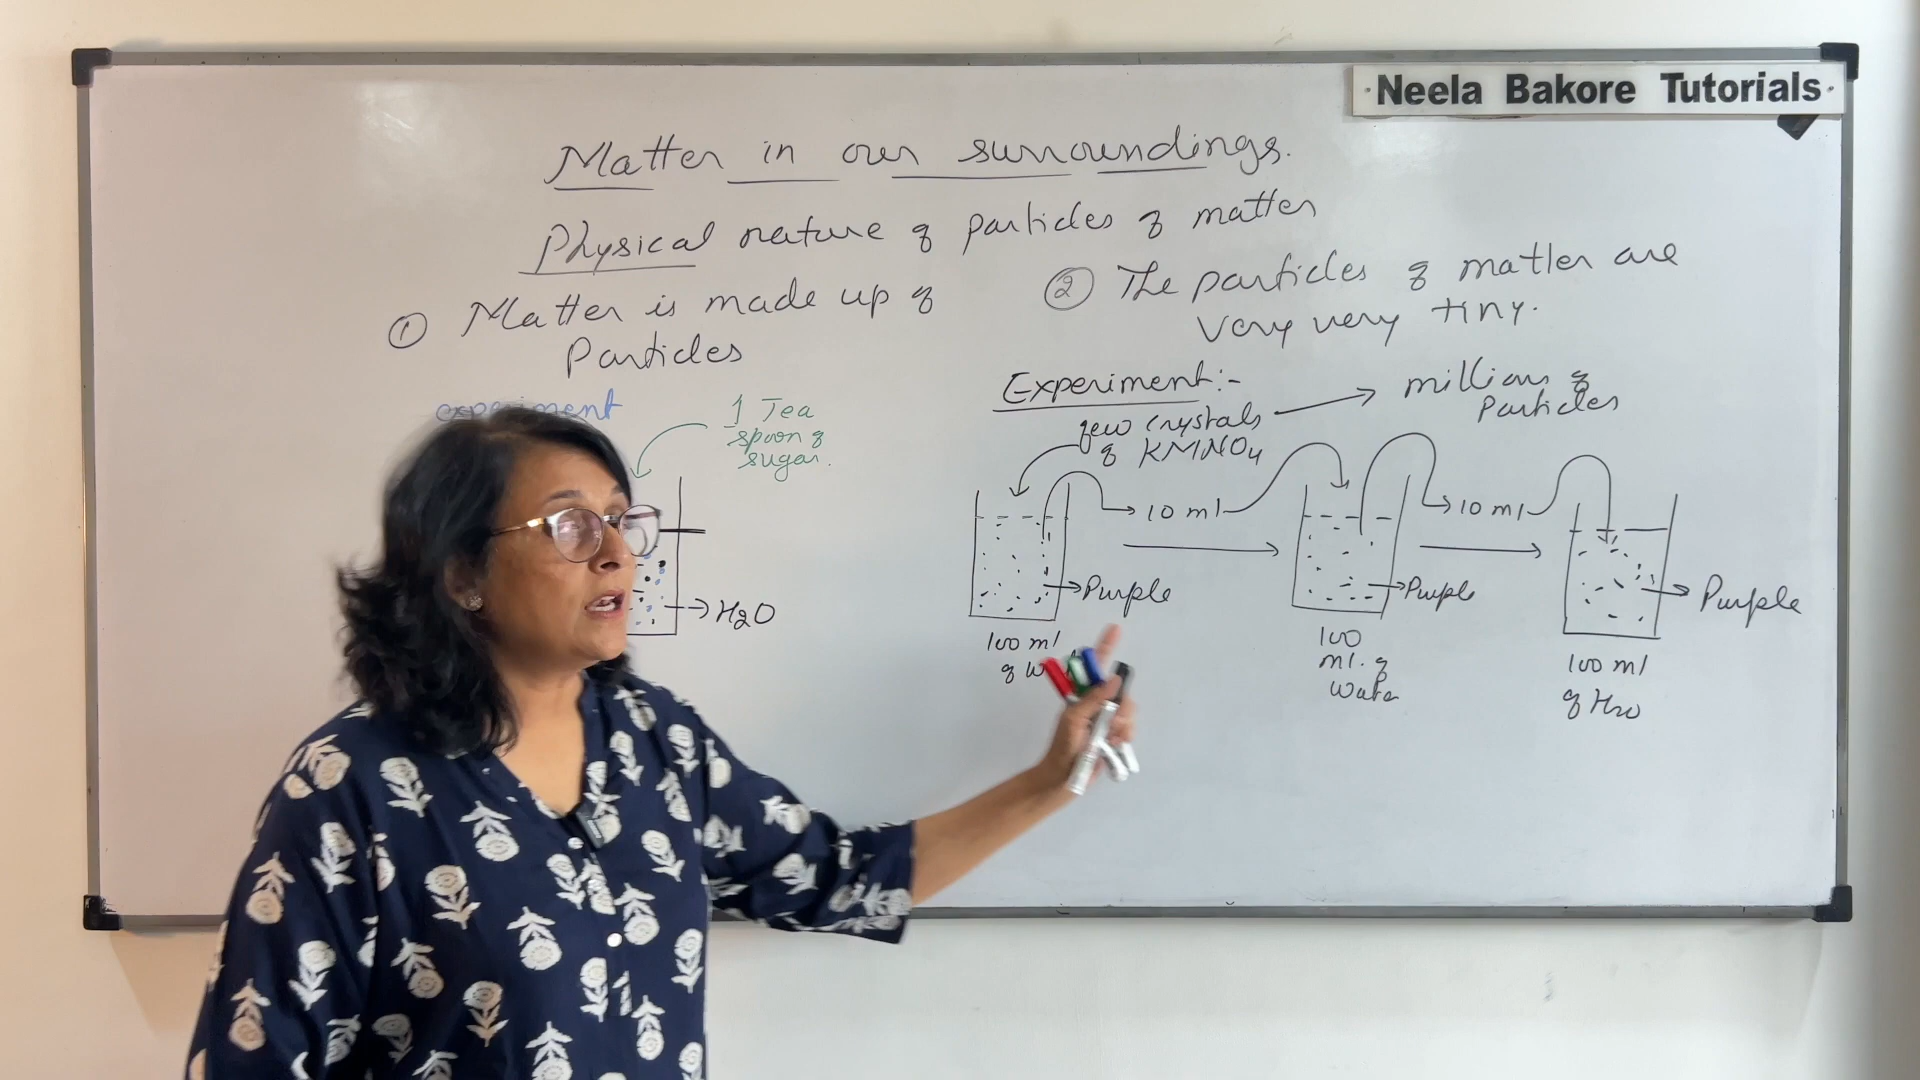 Neela Bakore Tutorials
Matter in our surroundings.
Physical nature of particles of matter
① Matter is made up of
Particles
experiment
1 Tea
spoon of
sugar.
H2O
② The particles of matter are
very very tiny.
Experiment:-
few crystals
of KMNO4
millions of
Particles
10 ml
10 ml
Purple
Purple
Purple
100 ml
of
100
ml. of
Water
100 ml
of H2O